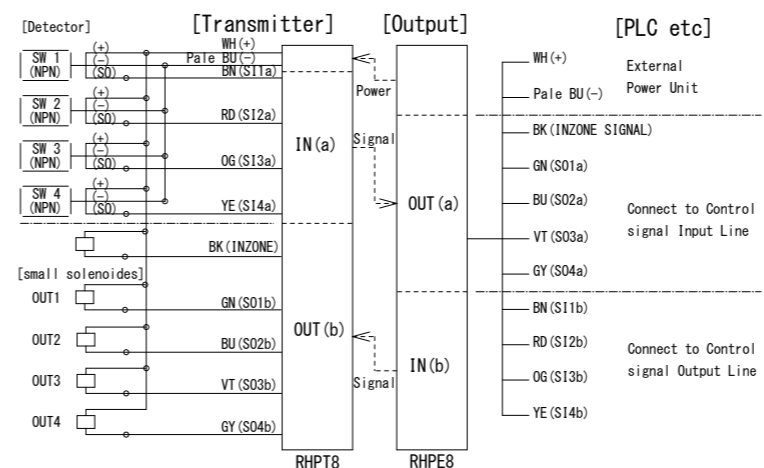 [Detector]
[Transmitter]
[Output]
[PLC etc]
SW 1
(NPN)
(+)
(-)
(SO)
WH(+)
Pale BU(-)
BN(SI1a)
SW 2
(NPN)
(+)
(-)
(SO)
RD(SI2a)
SW 3
(NPN)
(+)
(-)
(SO)
OG(SI3a)
SW 4
(NPN)
(+)
(-)
(SO)
YE(SI4a)
BK(INZONE)
[small solenoides]
OUT1
GN(SO1b)
OUT2
BU(SO2b)
OUT3
VT(SO3b)
OUT4
GY(SO4b)
IN(a)
OUT(b)
RHPT8
Power
Signal
Signal
OUT(a)
IN(b)
RHPE8
WH(+)
Pale BU(-)
External
Power Unit
BK(INZONE SIGNAL)
GN(SO1a)
BU(SO2a)
VT(SO3a)
GY(SO4a)
Connect to Control
signal Input Line
BN(SI1b)
RD(SI2b)
OG(SI3b)
YE(SI4b)
Connect to Control
signal Output Line